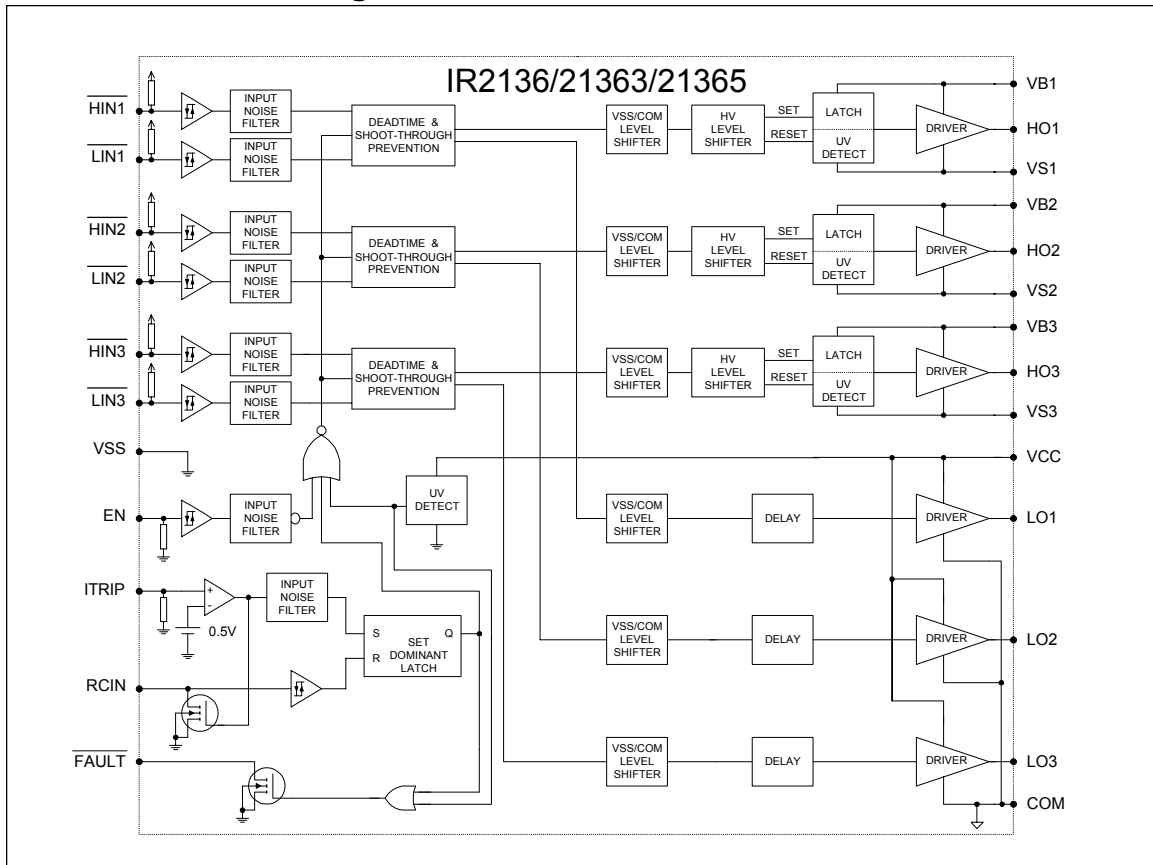 IR2136/21363/21365
HIN1
INPUT
NOISE
FILTER
LIN1
INPUT
NOISE
FILTER
DEADTIME &
SHOOT-THROUGH
PREVENTION
VSS/COM
LEVEL
SHIFTER
HV
LEVEL
SHIFTER
SET
RESET
LATCH
UV
DETECT
DRIVER
VB1
HO1
VS1
HIN2
INPUT
NOISE
FILTER
LIN2
INPUT
NOISE
FILTER
DEADTIME &
SHOOT-THROUGH
PREVENTION
VSS/COM
LEVEL
SHIFTER
HV
LEVEL
SHIFTER
SET
RESET
LATCH
UV
DETECT
DRIVER
VB2
HO2
VS2
HIN3
INPUT
NOISE
FILTER
LIN3
INPUT
NOISE
FILTER
DEADTIME &
SHOOT-THROUGH
PREVENTION
VSS/COM
LEVEL
SHIFTER
HV
LEVEL
SHIFTER
SET
RESET
LATCH
UV
DETECT
DRIVER
VB3
HO3
VS3
VSS
VCC
EN
INPUT
NOISE
FILTER
UV
DETECT
VSS/COM
LEVEL
SHIFTER
DELAY
DRIVER
LO1
ITRIP
+
-
0.5V
INPUT
NOISE
FILTER
S
R
Q
SET
DOMINANT
LATCH
VSS/COM
LEVEL
SHIFTER
DELAY
DRIVER
LO2
RCIN
FAULT
VSS/COM
LEVEL
SHIFTER
DELAY
DRIVER
LO3
COM